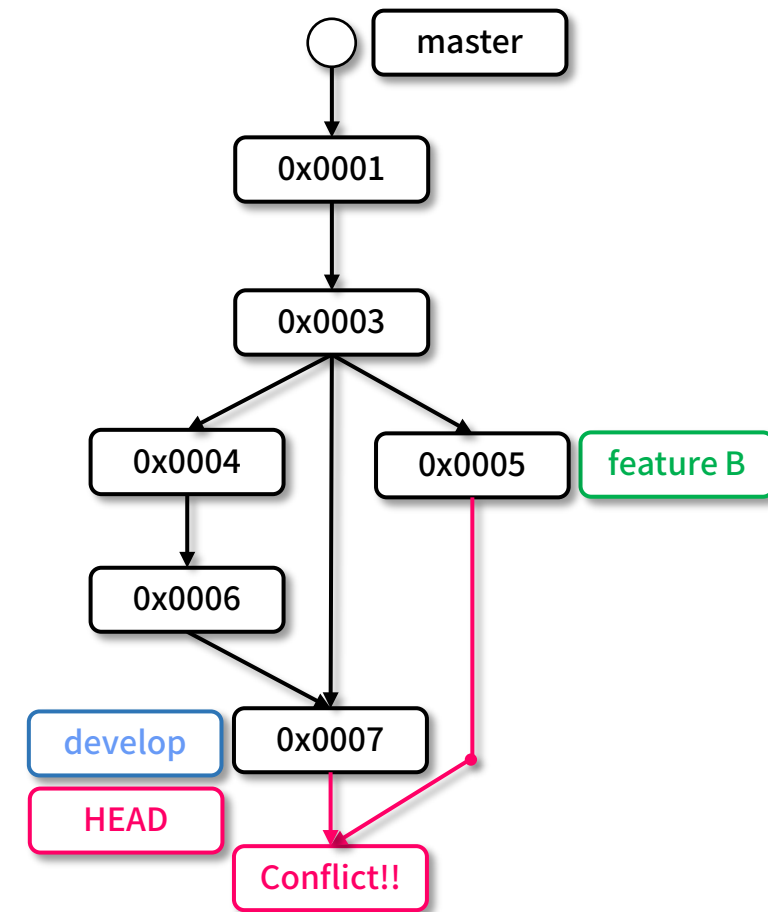 master
0x0001
0x0003
0x0004
0x0005
feature B
0x0006
develop
0x0007
HEAD
Conflict!!